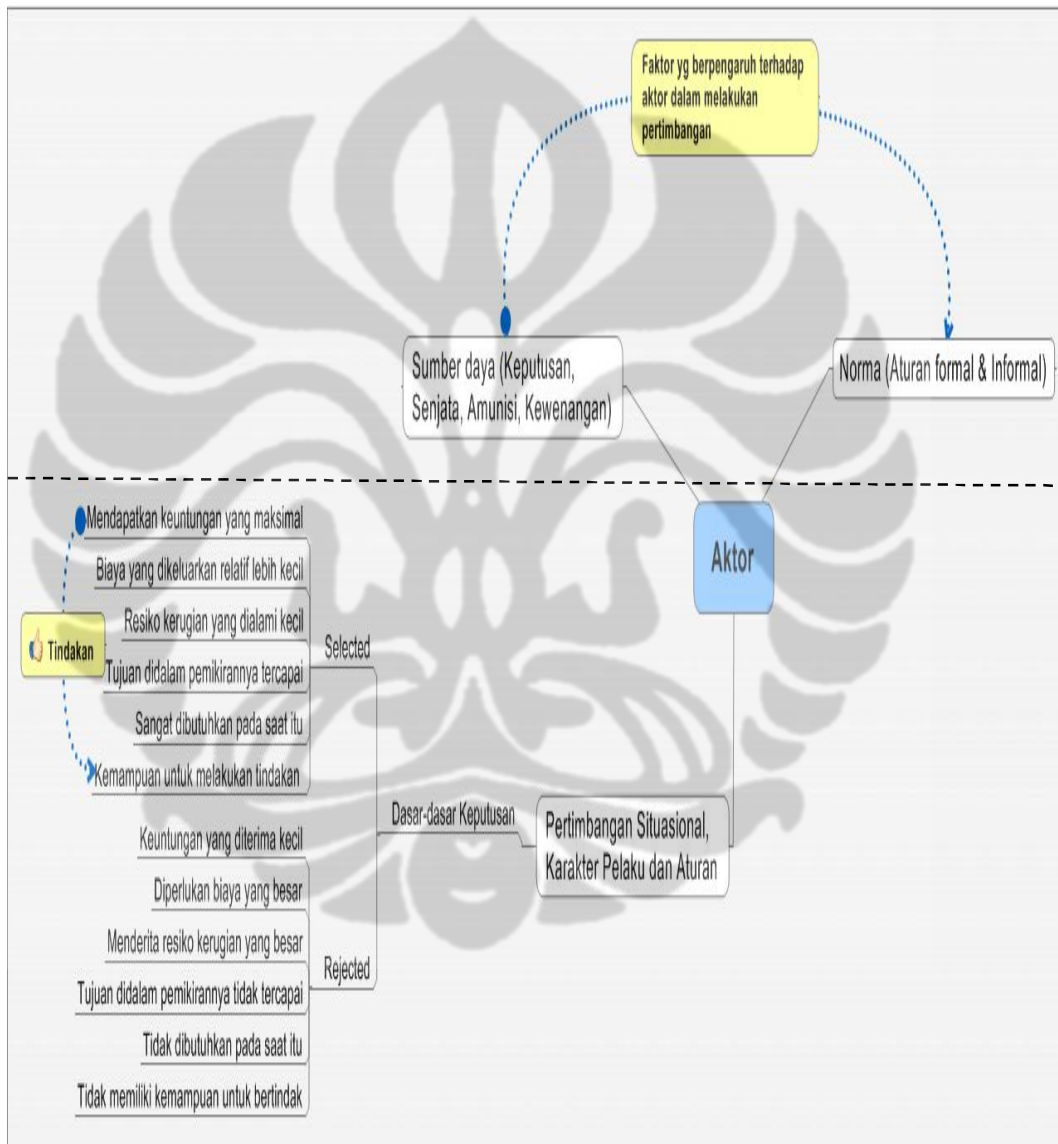 Faktor yg berpengaruh terhadap
aktor dalam melakukan
pertimbangan
Sumber daya (Keputusan,
Senjata, Amunisi, Kewenangan)
Norma (Aturan formal & Informal)
Aktor
Mendapatkan keuntungan yang maksimal
Biaya yang dikeluarkan relatif lebih kecil
Resiko kerugian yang dialami kecil
Tindakan
Tujuan didalam pemikirannya tercapai
Sangat dibutuhkan pada saat itu
Kemampuan untuk melakukan tindakan
Selected
Dasar-dasar Keputusan
Pertimbangan Situasional,
Karakter Pelaku dan Aturan
Keuntungan yang diterima kecil
Diperlukan biaya yang besar
Menderita resiko kerugian yang besar
Rejected
Tujuan didalam pemikirannya tidak tercapai
Tidak dibutuhkan pada saat itu
Tidak memiliki kemampuan untuk bertindak